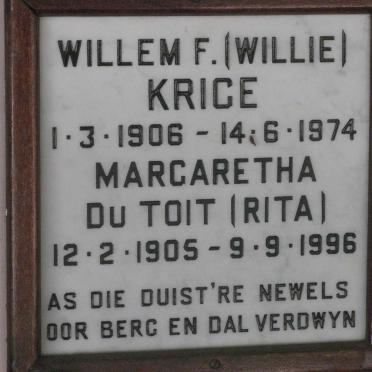 WILLEM F. (WILLIE)
KRIGE
1·3·1906 – 14·6·1974
MARGARETHA
DU TOIT (RITA)
12·2·1905 – 9·9·1996
AS DIE DUIST'RE NEWELS
OOR BERG EN DAL VERDWYN